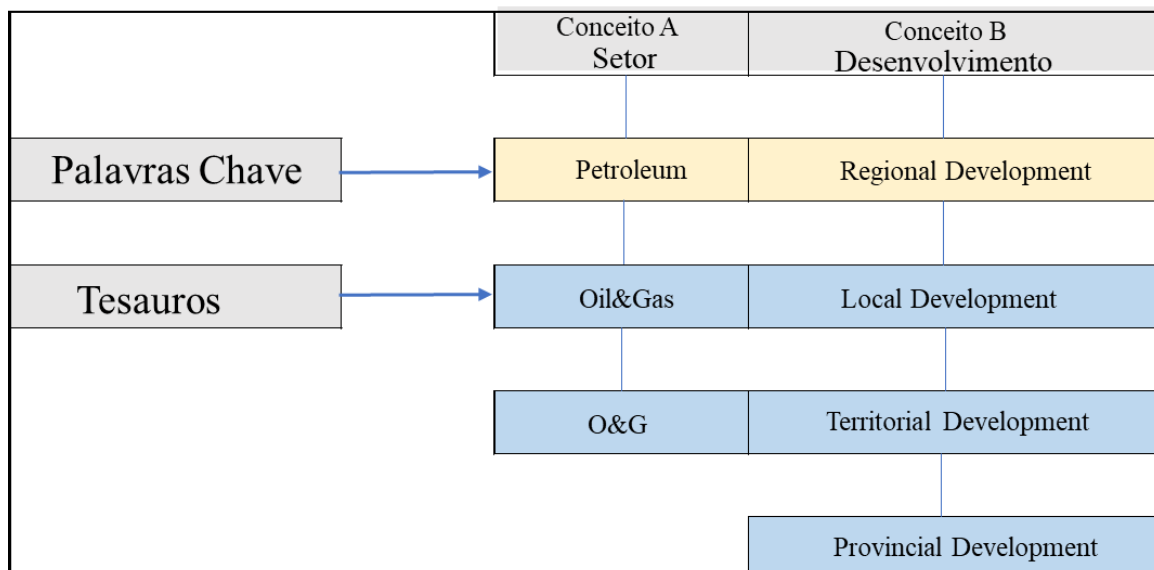 Conceito A
Setor
Conceito B
Desenvolvimento
Palavras Chave
Petroleum
Regional Development
Tesauros
Oil&Gas
Local Development
O&G
Territorial Development
Provincial Development